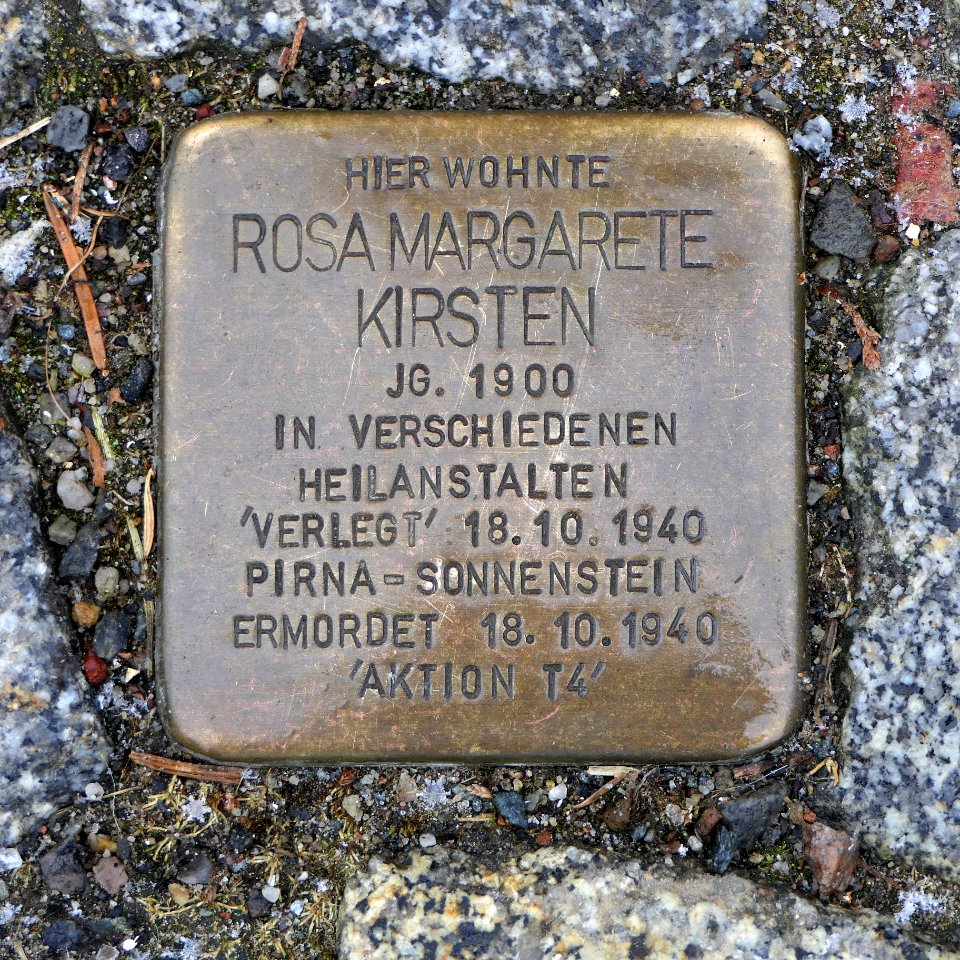 HIER WOHNTE
ROSA MARGARETE
KIRSTEN
JG. 1900
IN VERSCHIEDENEN
HEILANSTALTEN
'VERLEGT' 18.10.1940
PIRNA-SONNENSTEIN
ERMORDET 18.10.1940
'AKTION T4'